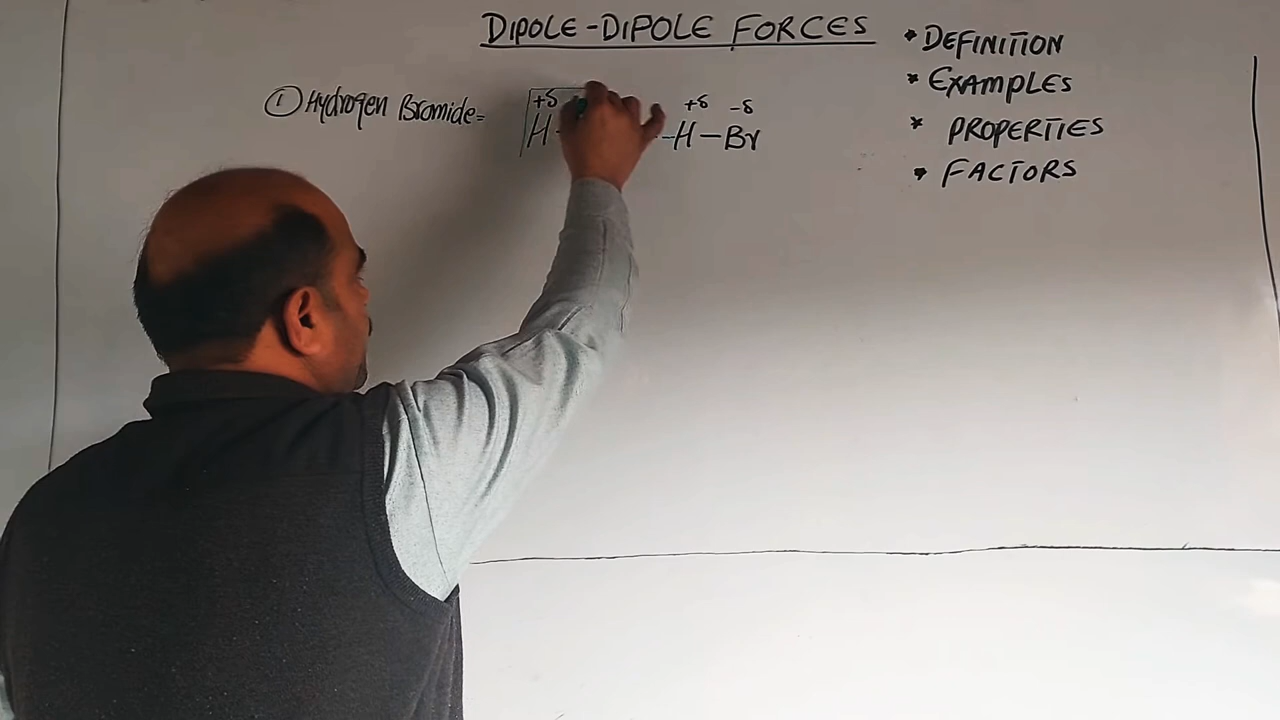 DIPOLE-DIPOLE FORCES
* DEFINITION
* EXAMPLES
* PROPERTIES
* FACTORS
① Hydrogen Bromide=
+δ +δ -δ
H - - H - Br